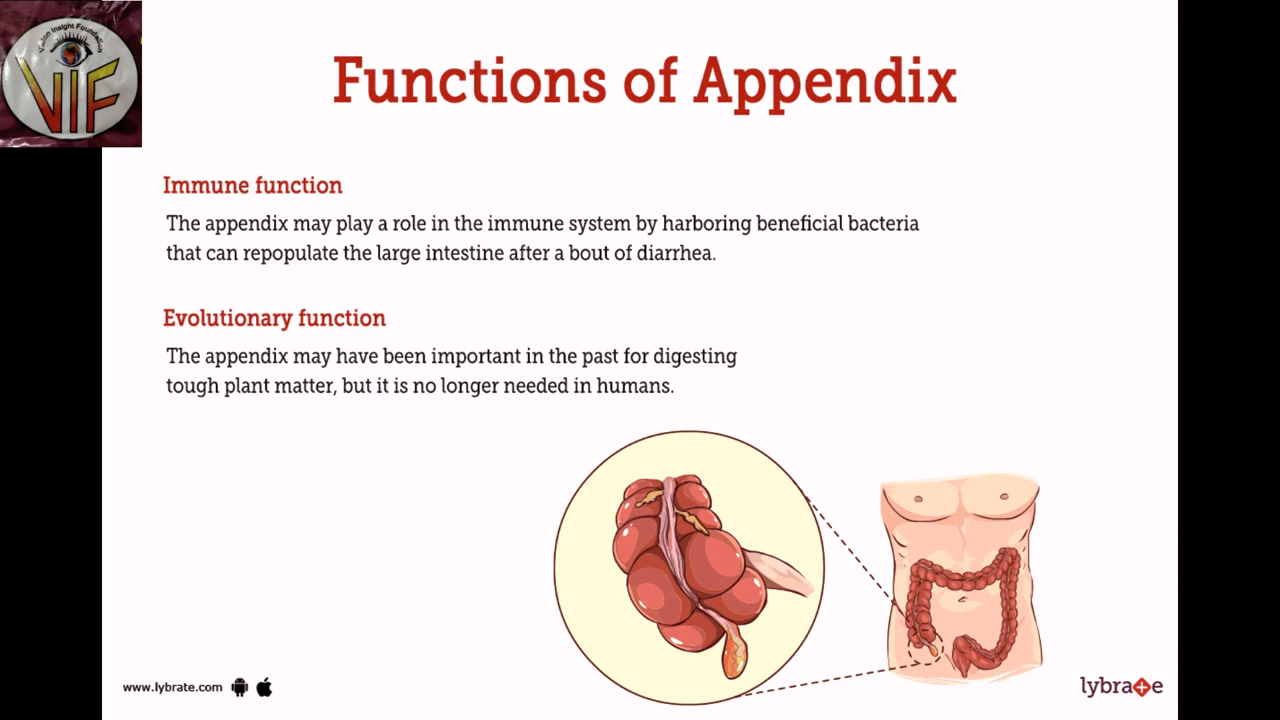 Vision Insight Foundation
VIF
Functions of Appendix
Immune function
The appendix may play a role in the immune system by harboring beneficial bacteria
that can repopulate the large intestine after a bout of diarrhea.
Evolutionary function
The appendix may have been important in the past for digesting
tough plant matter, but it is no longer needed in humans.
www.lybrate.com
lybrate